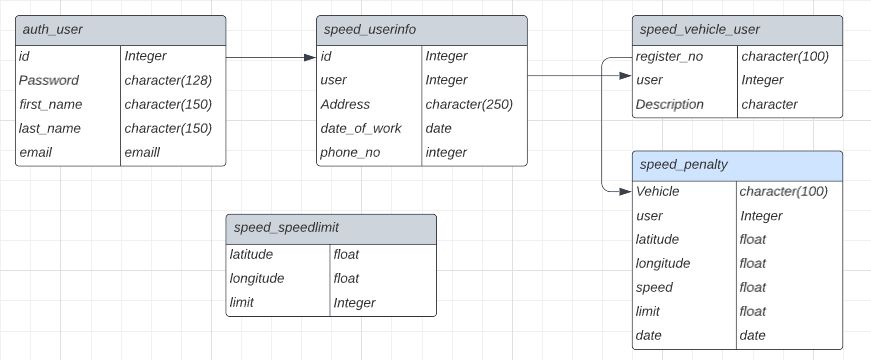 auth_user
id Integer
Password character(128)
first_name character(150)
last_name character(150)
email emaill
speed_userinfo
id Integer
user Integer
Address character(250)
date_of_work date
phone_no integer
speed_vehicle_user
register_no character(100)
user Integer
Description character
speed_penalty
Vehicle character(100)
user Integer
latitude float
longitude float
speed float
limit float
date date
speed_speedlimit
latitude float
longitude float
limit Integer